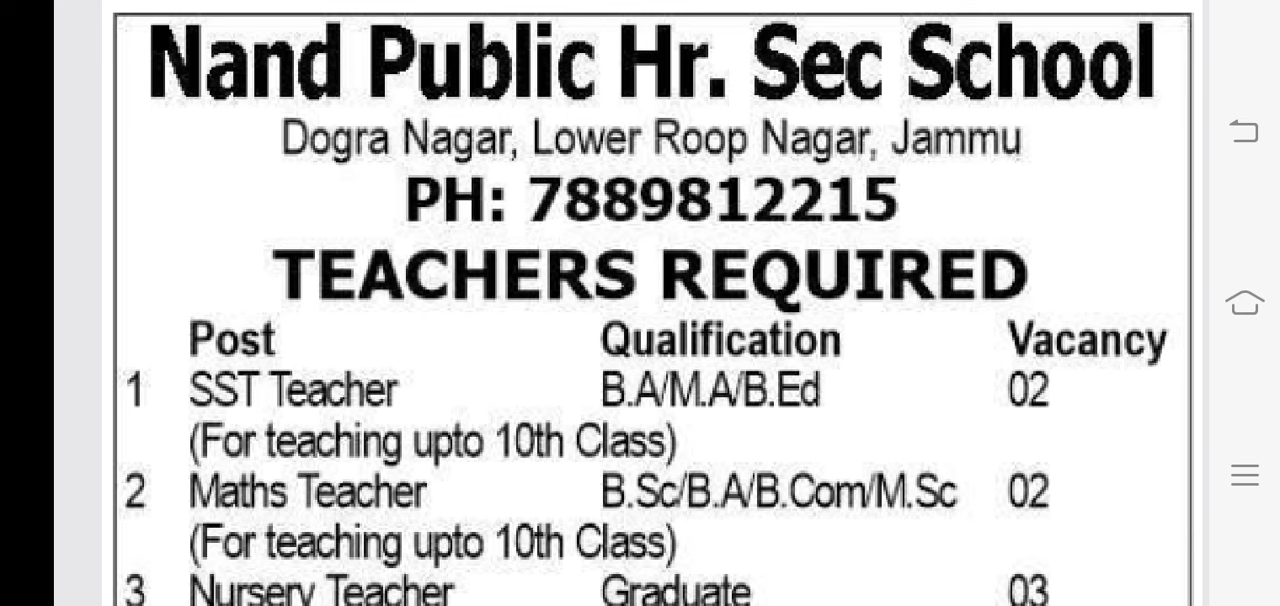 Nand Public Hr. Sec School
Dogra Nagar, Lower Roop Nagar, Jammu
PH: 7889812215
TEACHERS REQUIRED
Post Qualification Vacancy
1 SST Teacher B.A/M.A/B.Ed 02
(For teaching upto 10th Class)
2 Maths Teacher B.Sc/B.A/B.Com/M.Sc 02
(For teaching upto 10th Class)
3 Nursery Teacher Graduate 03